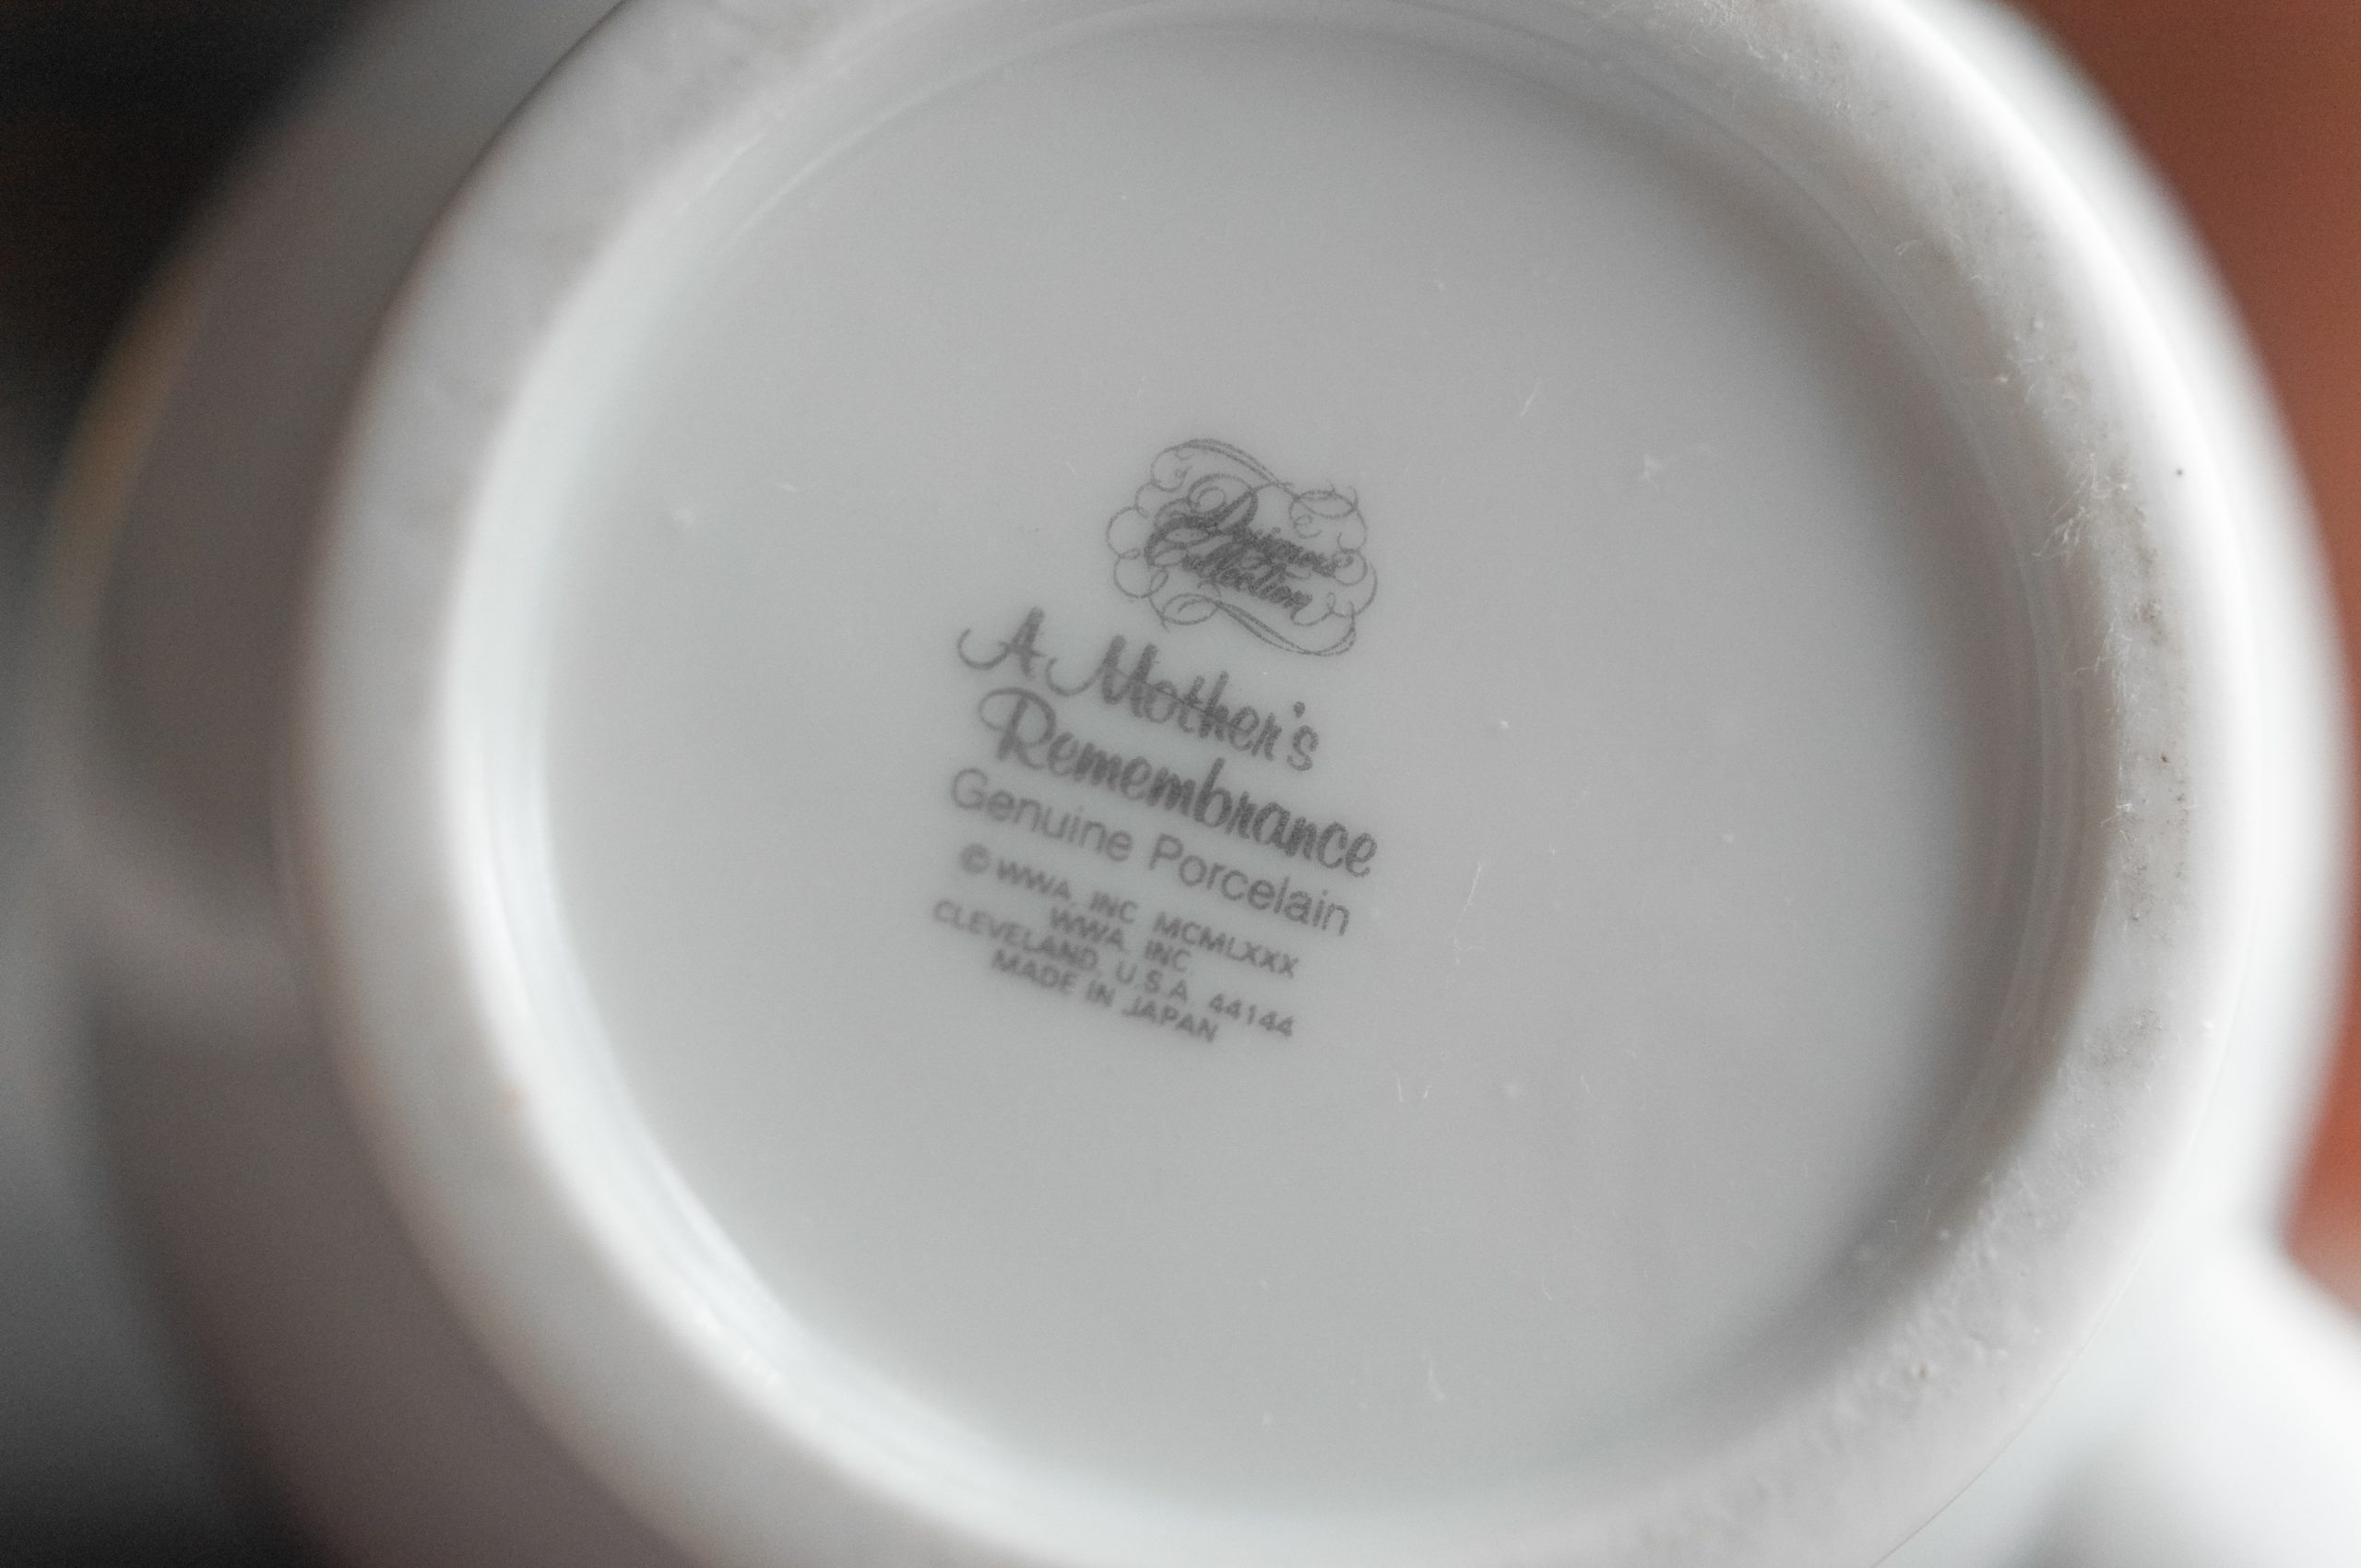 Designers'
Collection
A Mother's
Remembrance
Genuine Porcelain
© WWA, INC MCMLXXX
WWA, INC.
CLEVELAND, U.S.A. 44144
MADE IN JAPAN